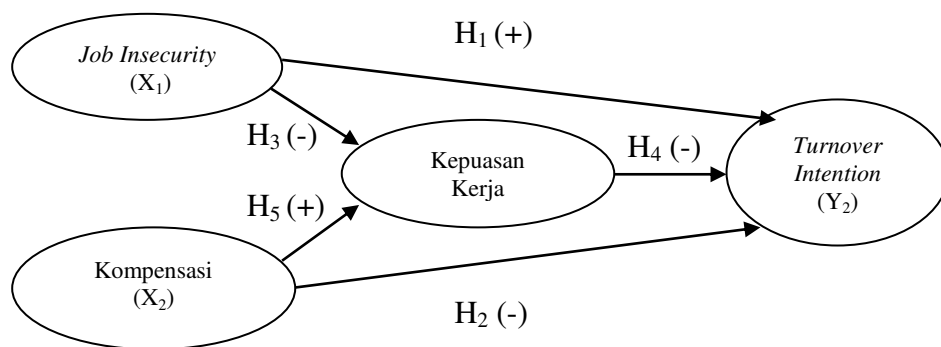 H₁ (+)
Job Insecurity
(X₁)
H₃ (-)
Kepuasan
Kerja
H₄ (-)
Turnover
Intention
(Y₂)
H₅ (+)
Kompensasi
(X₂)
H₂ (-)